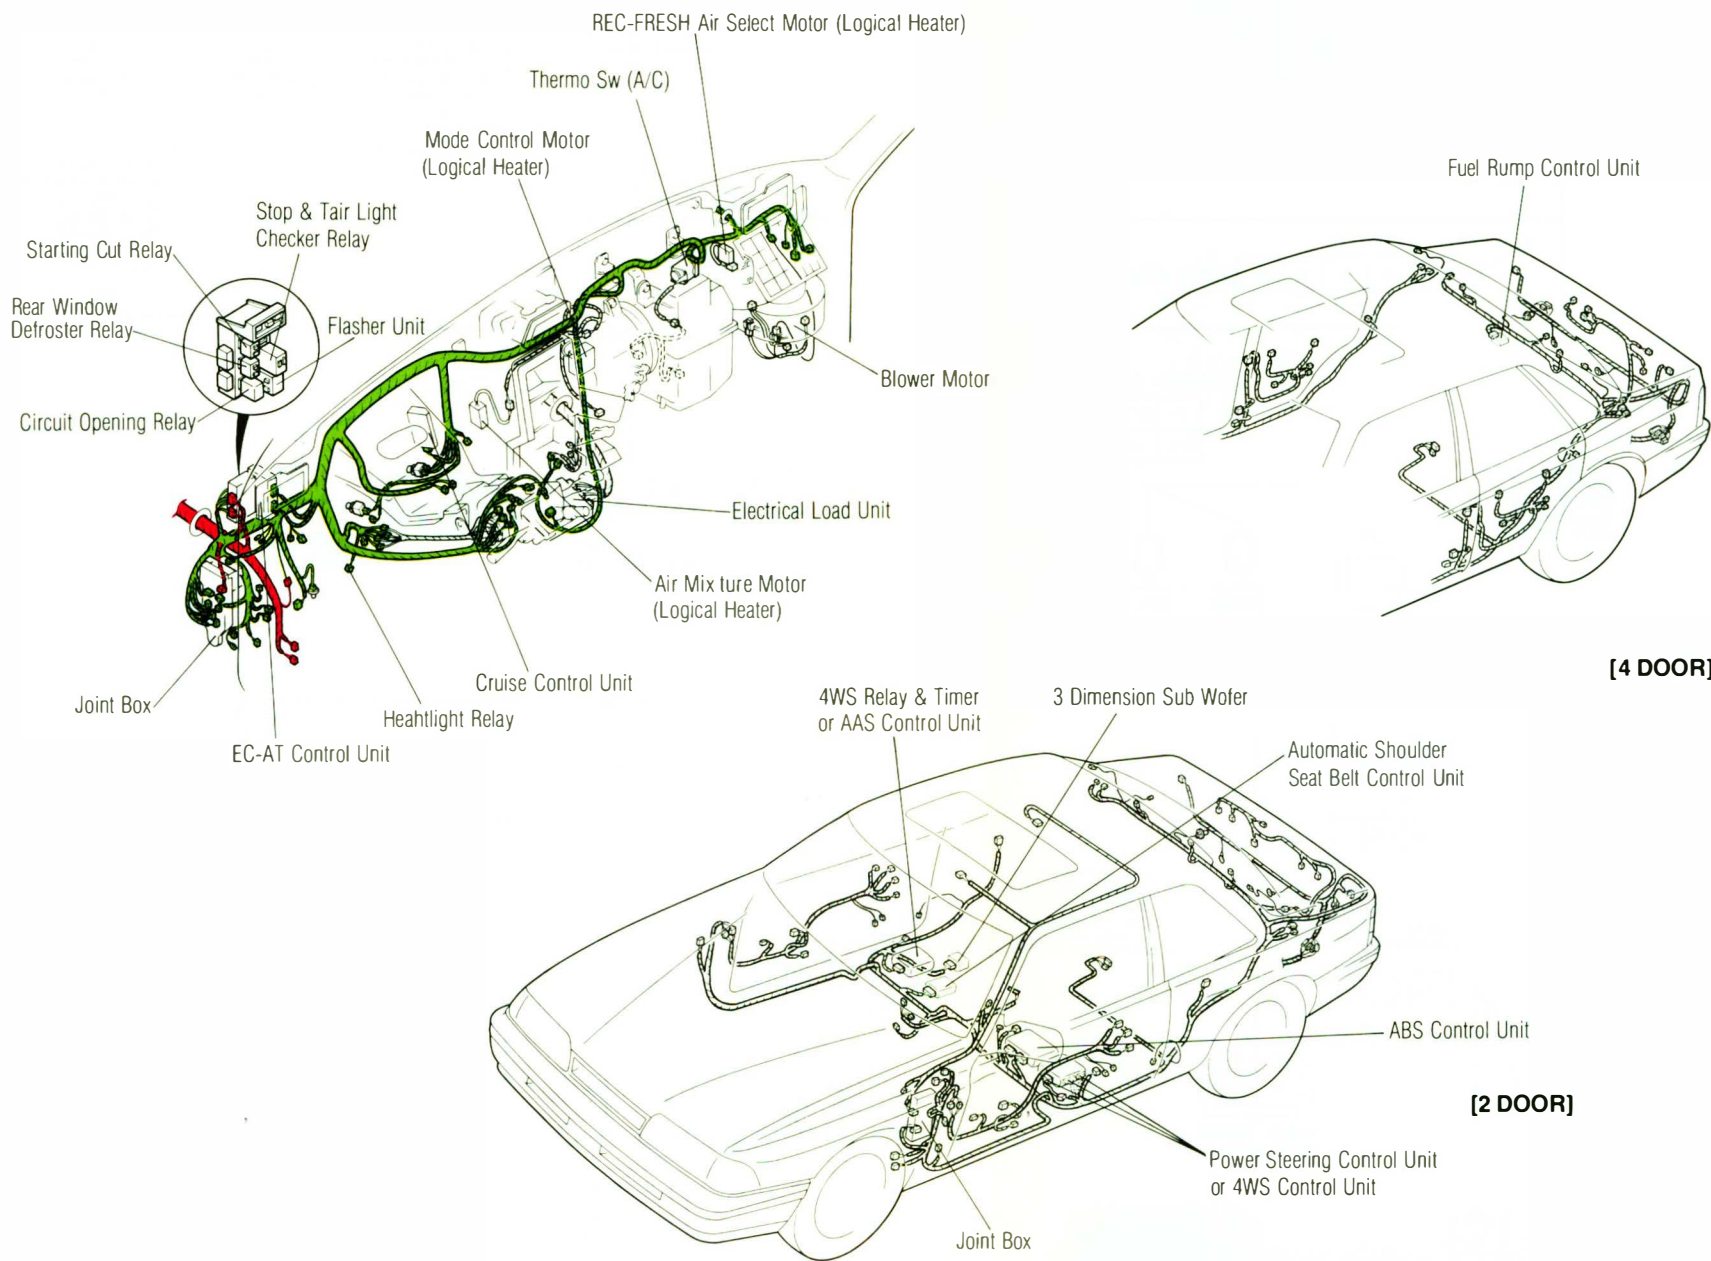 REC-FRESH Air Select Motor (Logical Heater)
Thermo Sw (A/C)
Mode Control Motor
(Logical Heater)
Stop & Tair Light
Checker Relay
Starting Cut Relay
Rear Window
Defroster Relay
Flasher Unit
Circuit Opening Relay
Blower Motor
Electrical Load Unit
Air Mix ture Motor
(Logical Heater)
Cruise Control Unit
Joint Box
Heahtlight Relay
EC-AT Control Unit
Fuel Rump Control Unit
[4 DOOR]
4WS Relay & Timer
or AAS Control Unit
3 Dimension Sub Wofer
Automatic Shoulder
Seat Belt Control Unit
ABS Control Unit
[2 DOOR]
Power Steering Control Unit
or 4WS Control Unit
Joint Box